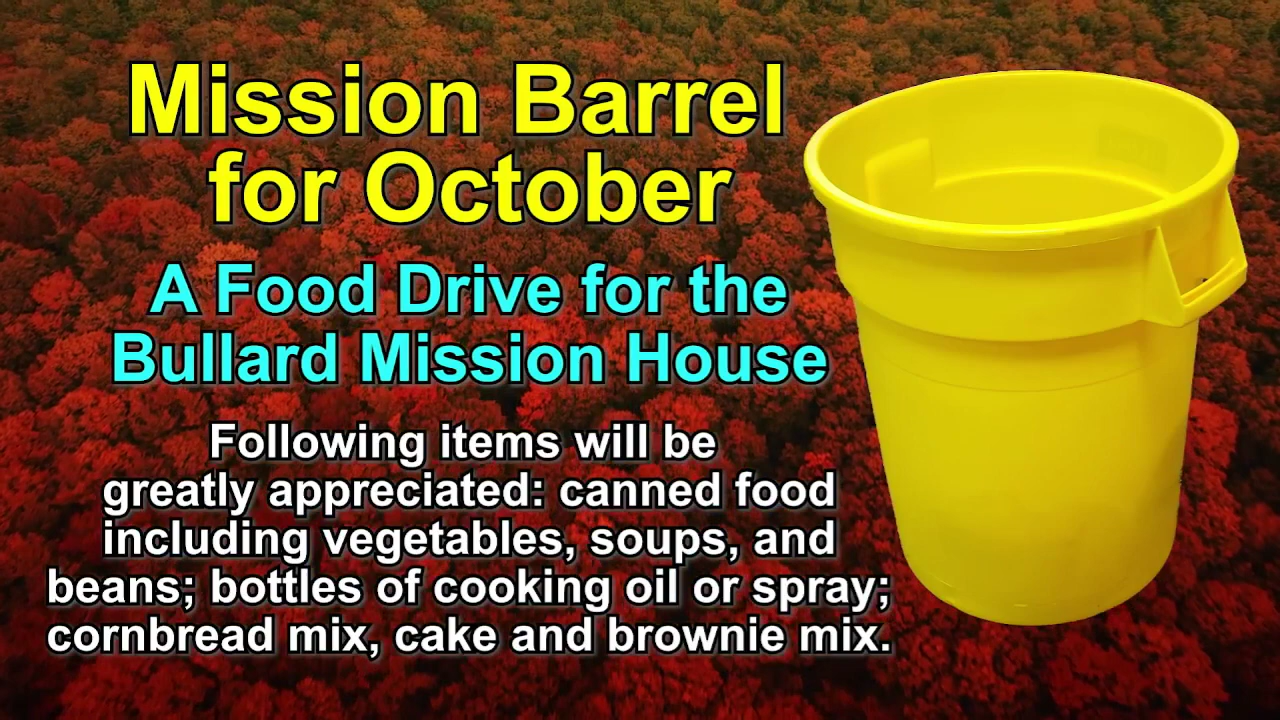 Mission Barrel
for October
A Food Drive for the
Bullard Mission House
Following items will be
greatly appreciated: canned food
including vegetables, soups, and
beans; bottles of cooking oil or spray;
cornbread mix, cake and brownie mix.